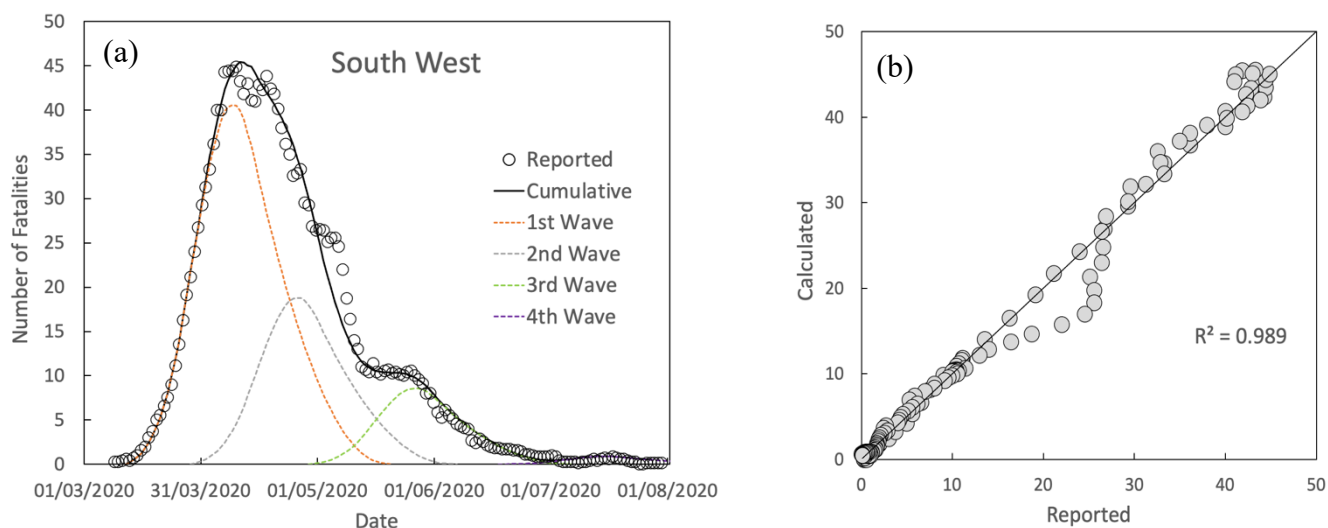 (a)
South West
50
45
40
35
30
25
20
15
10
5
0
Number of Fatalities
Reported
Cumulative
1st Wave
2nd Wave
3rd Wave
4th Wave
01/03/2020 31/03/2020 01/05/2020 01/06/2020 01/07/2020 01/08/2020
Date
(b)
50
40
30
20
10
0
Calculated
R² = 0.989
0 10 20 30 40 50
Reported